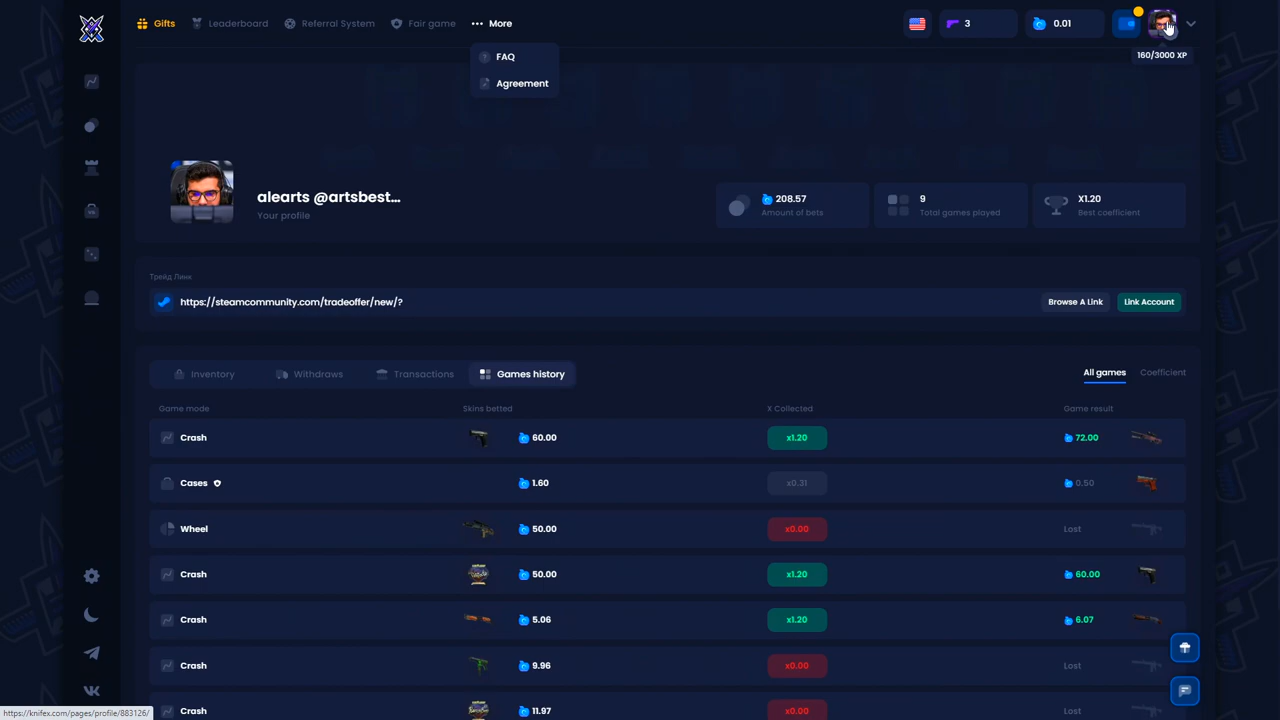 Gifts
Leaderboard
Referral System
Fair game
More
3
0.01
FAQ
Agreement
160/3000 XP
alearts @artsbest...
Your profile
208.57
Amount of bets
9
Total games played
X1.20
Best coefficient
Трейд Линк
https://steamcommunity.com/tradeoffer/new/?
Browse A Link
Link Account
Inventory
Withdraws
Transactions
Games history
All games
Coefficient
Game mode
Skins betted
X Collected
Game result
Crash
60.00
x1.20
72.00
Cases
1.60
x0.31
0.50
Wheel
50.00
x0.00
Lost
Crash
50.00
x1.20
60.00
Crash
5.06
x1.20
6.07
Crash
9.96
x0.00
Lost
Crash
11.97
x0.00
Lost
https://knifex.com/pages/profile/883126/